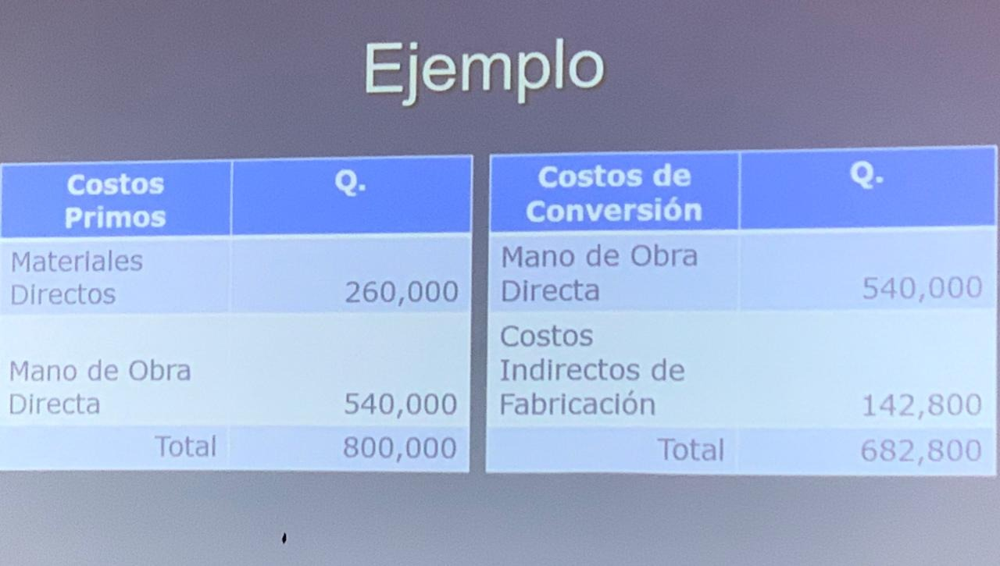 Ejemplo
Costos
Primos
Q.
Materiales
Directos
260,000
Mano de Obra
Directa
540,000
Total
800,000
Costos de
Conversión
Q.
Mano de Obra
Directa
540,000
Costos
Indirectos de
Fabricación
142,800
Total
682,800